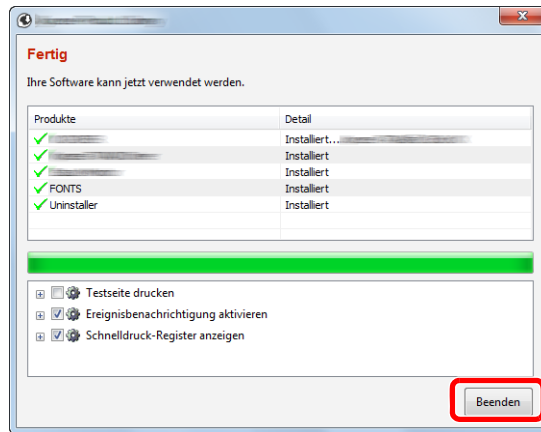 Fertig
Ihre Software kann jetzt verwendet werden.
Produkte Detail
Installiert...
Installiert
Installiert
FONTS Installiert
Uninstaller Installiert
Testseite drucken
Ereignisbenachrichtigung aktivieren
Schnelldruck-Register anzeigen
Beenden